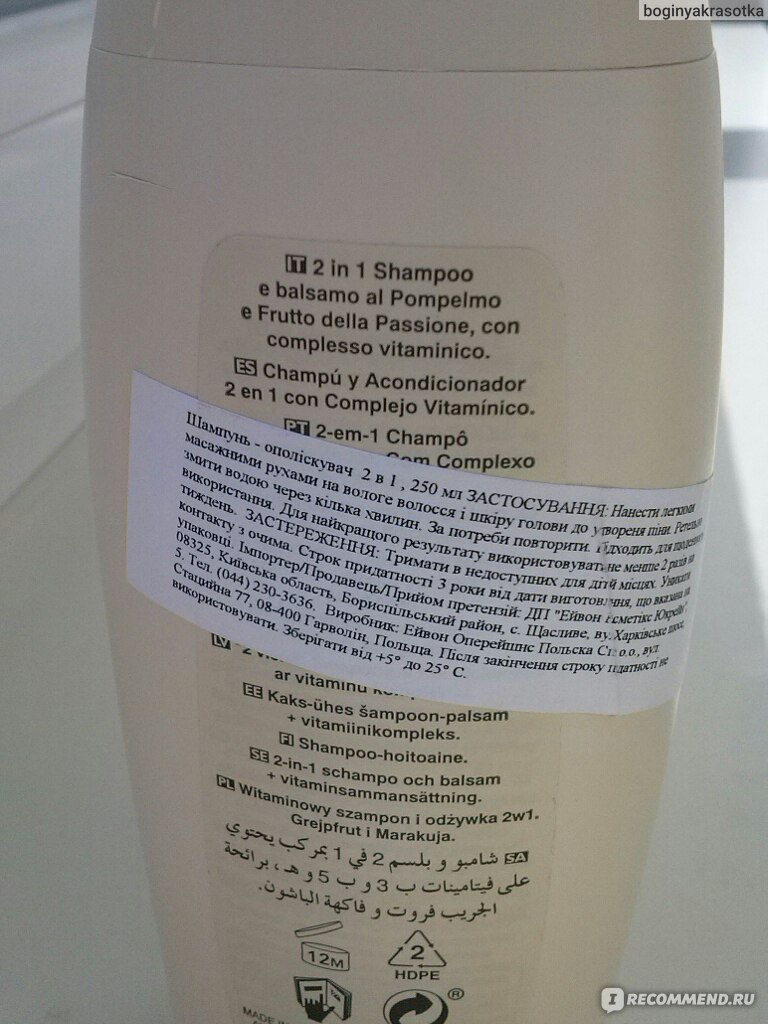 boginyakrasotka
IT 2 in 1 Shampoo
e balsamo al Pompelmo
e Frutto della Passione, con
complesso vitaminico.
ES Champú y Acondicionador
2 en 1 con Complejo Vitamínico.
PT 2-em-1 Champô
Com Complexo
Шампунь - ополіскувач 2 в 1, 250 мл ЗАСТОСУВАННЯ: Нанести легкими
масажними рухами на вологе волосся і шкіру голови до утвореня піни. Ретельно
змити водою через кілька хвилин. За потреби повторити. Підходить для щоденного
використання. Для найкращого результату використовувати не менше 2 разів на
тиждень. ЗАСТЕРЕЖЕННЯ: Тримати в недоступних для дітй місцях. Уникати
контакту з очима. Строк придатності 3 роки від дати виготовлння, що вказана на
упаковці. Імпортер/Продавець/Прийом претензій: ДП "Ейвон Косметікс Юкрейн",
08325, Київська область, Бориспільський район, с. Щасливе, вул. Харківське шосе,
5. Тел. (044) 230-3636. Виробник: Ейвон Оперейшнс Польска Сп. о.о., вул.
Стаційна 77, 08-400 Гарволін, Польща. Після закінчення строку придатності не
використовувати. Зберігати від +5° до 25° С.
LV - 2
ar vitamīnu
EE Kaks-ühes šampoon-palsam
+ vitamiinikompleks.
FI Shampoo-hoitoaine.
SE 2-in-1 schampo och balsam
+ vitaminsammansättning.
PL Witaminowy szampon i odżywka 2w1.
Grejpfrut i Marakuja.
SA شامبو و بلسم 2 في 1 بمركب يحتوي
على فيتامينات ب 3 و ب 5 و هـ ، برائحة
الجريب فروت و فاكهة الباشون.
12M
2
HDPE
®
MADE IN
IRECOMMEND.RU